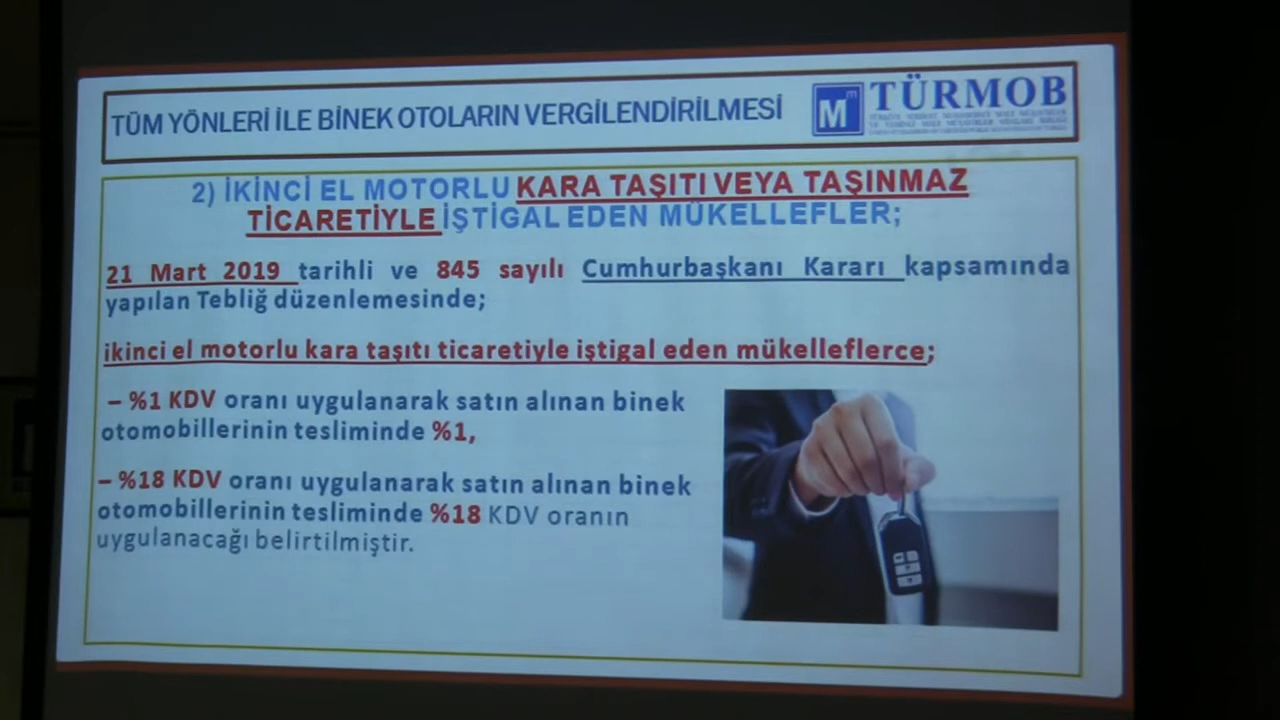 TÜM YÖNLERİ İLE BİNEK OTOLARIN VERGİLENDİRİLMESİ
M m TÜRMOB
2) İKİNCİ EL MOTORLU KARA TAŞITI VEYA TAŞINMAZ
TİCARETİYLE İŞTİGAL EDEN MÜKELLEFLER;
21 Mart 2019 tarihli ve 845 sayılı Cumhurbaşkanı Kararı kapsamında
yapılan Tebliğ düzenlemesinde;
ikinci el motorlu kara taşıtı ticaretiyle iştigal eden mükelleflerce;
– %1 KDV oranı uygulanarak satın alınan binek
otomobillerinin tesliminde %1,
– %18 KDV oranı uygulanarak satın alınan binek
otomobillerinin tesliminde %18 KDV oranın
uygulanacağı belirtilmiştir.